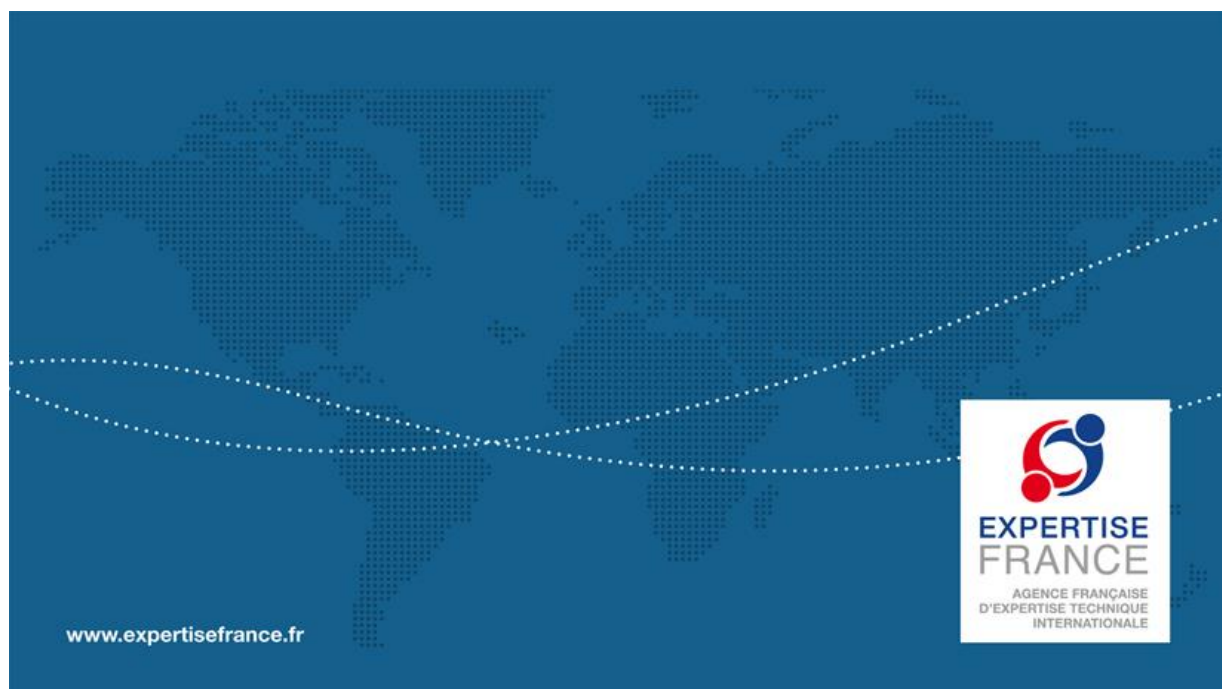 EXPERTISE
FRANCE
AGENCE FRANÇAISE
D'EXPERTISE TECHNIQUE
INTERNATIONALE
www.expertisefrance.fr